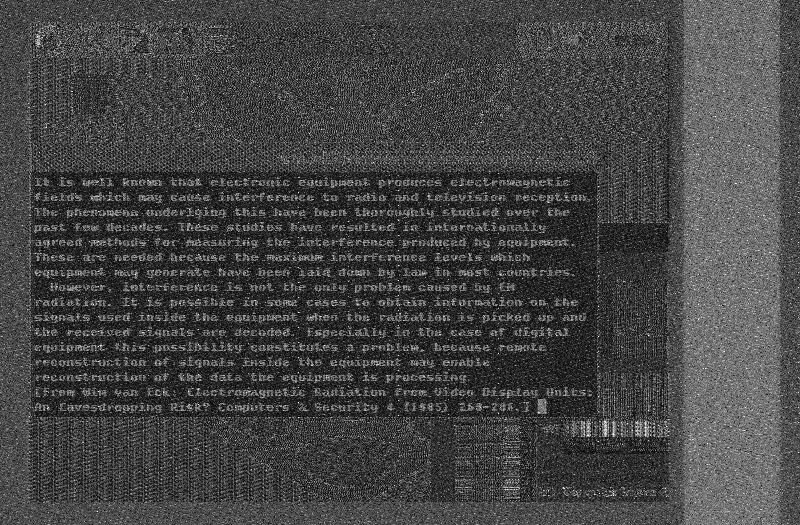 It is well known that electronic equipment produces electromagnetic
fields which may cause interference to radio and television reception.
The phenomena underlying this have been thoroughly studied over the
past few decades. These studies have resulted in internationally
agreed methods for measuring the interference produced by equipment.
These are needed because the maximum interference levels which
equipment may generate have been laid down by law in most countries.
However, interference is not the only problem caused by EM
radiation. It is possible in some cases to obtain information on the
signals used inside the equipment when the radiation is picked up and
the received signals are decoded. Especially in the case of digital
equipment this possibility constitutes a problem, because remote
reconstruction of signals inside the equipment may enable
reconstruction of the data the equipment is processing
[From Wim van Eck: Electromagnetic Radiation from Video Display Units:
An Eavesdropping Risk? Computers & Security 4 (1985) 269-286.]